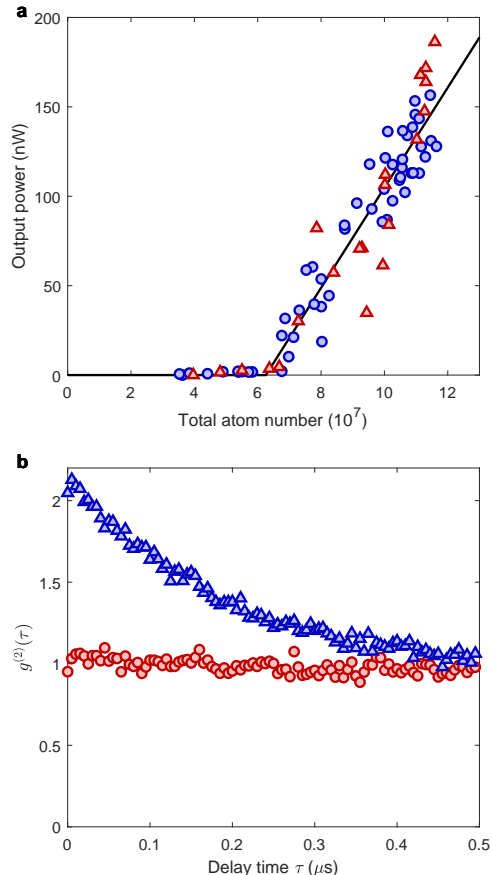 a
200
150
100
50
0
Output power (nW)
0 2 4 6 8 10 12
Total atom number (10^7)
b
2
1.5
1
0.5
0
g^(2)(τ)
0 0.1 0.2 0.3 0.4 0.5
Delay time τ (μs)